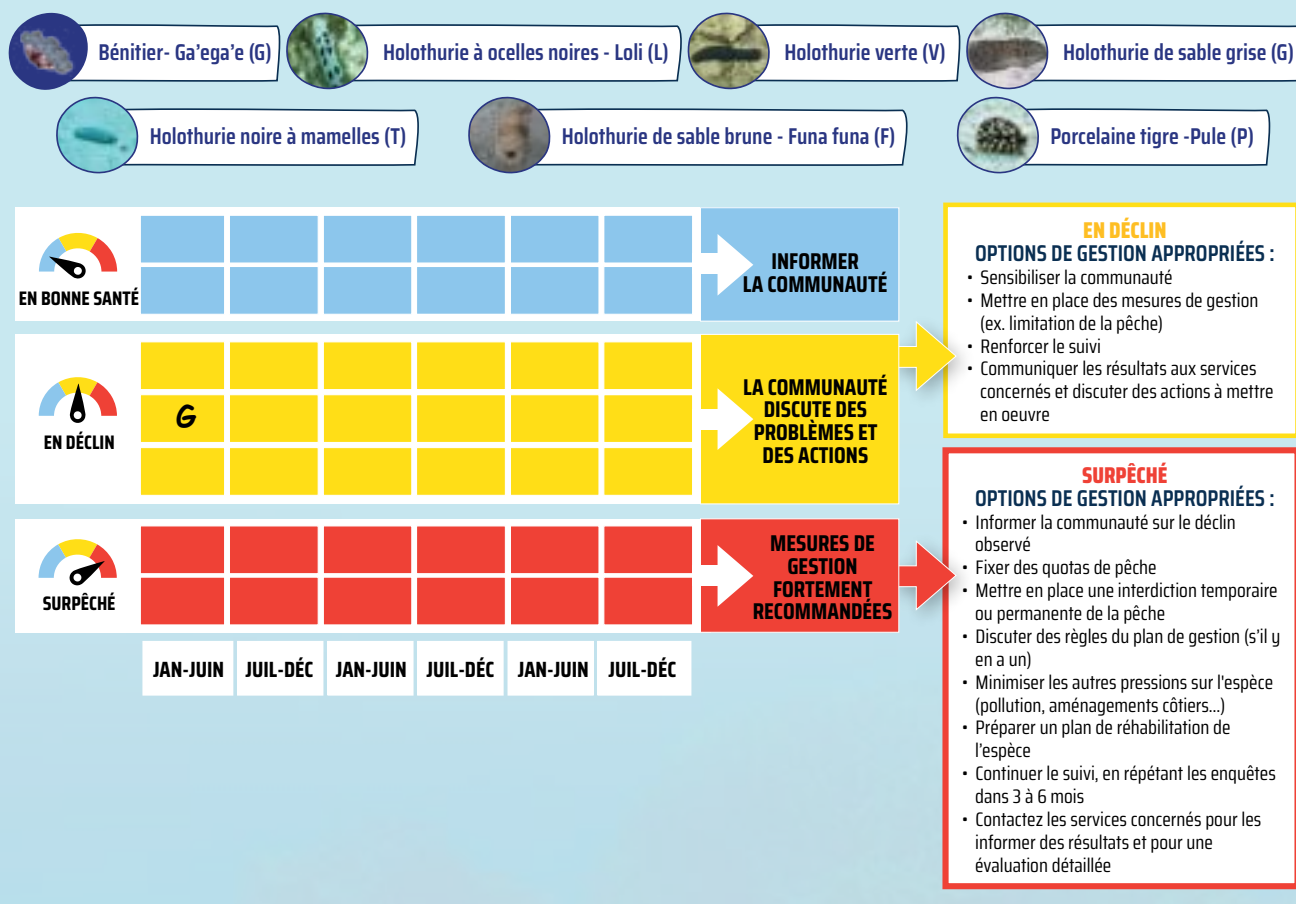 Bénitier- Ga'ega'e (G)
Holothurie à ocelles noires - Loli (L)
Holothurie verte (V)
Holothurie de sable grise (G)
Holothurie noire à mamelles (T)
Holothurie de sable brune - Funa funa (F)
Porcelaine tigre -Pule (P)
EN BONNE SANTÉ
INFORMER
LA COMMUNAUTÉ
EN DÉCLIN
G
LA COMMUNAUTÉ
DISCUTE DES
PROBLÈMES ET
DES ACTIONS
SURPÊCHÉ
MESURES DE
GESTION
FORTEMENT
RECOMMANDÉES
JAN-JUIN
JUIL-DÉC
JAN-JUIN
JUIL-DÉC
JAN-JUIN
JUIL-DÉC
EN DÉCLIN
OPTIONS DE GESTION APPROPRIÉES :
• Sensibiliser la communauté
• Mettre en place des mesures de gestion
(ex. limitation de la pêche)
• Renforcer le suivi
• Communiquer les résultats aux services
concernés et discuter des actions à mettre
en oeuvre
SURPÊCHÉ
OPTIONS DE GESTION APPROPRIÉES :
• Informer la communauté sur le déclin
observé
• Fixer des quotas de pêche
• Mettre en place une interdiction temporaire
ou permanente de la pêche
• Discuter des règles du plan de gestion (s'il y
en a un)
• Minimiser les autres pressions sur l'espèce
(pollution, aménagements côtiers...)
• Préparer un plan de réhabilitation de
l'espèce
• Continuer le suivi, en répétant les enquêtes
dans 3 à 6 mois
• Contactez les services concernés pour les
informer des résultats et pour une
évaluation détaillée